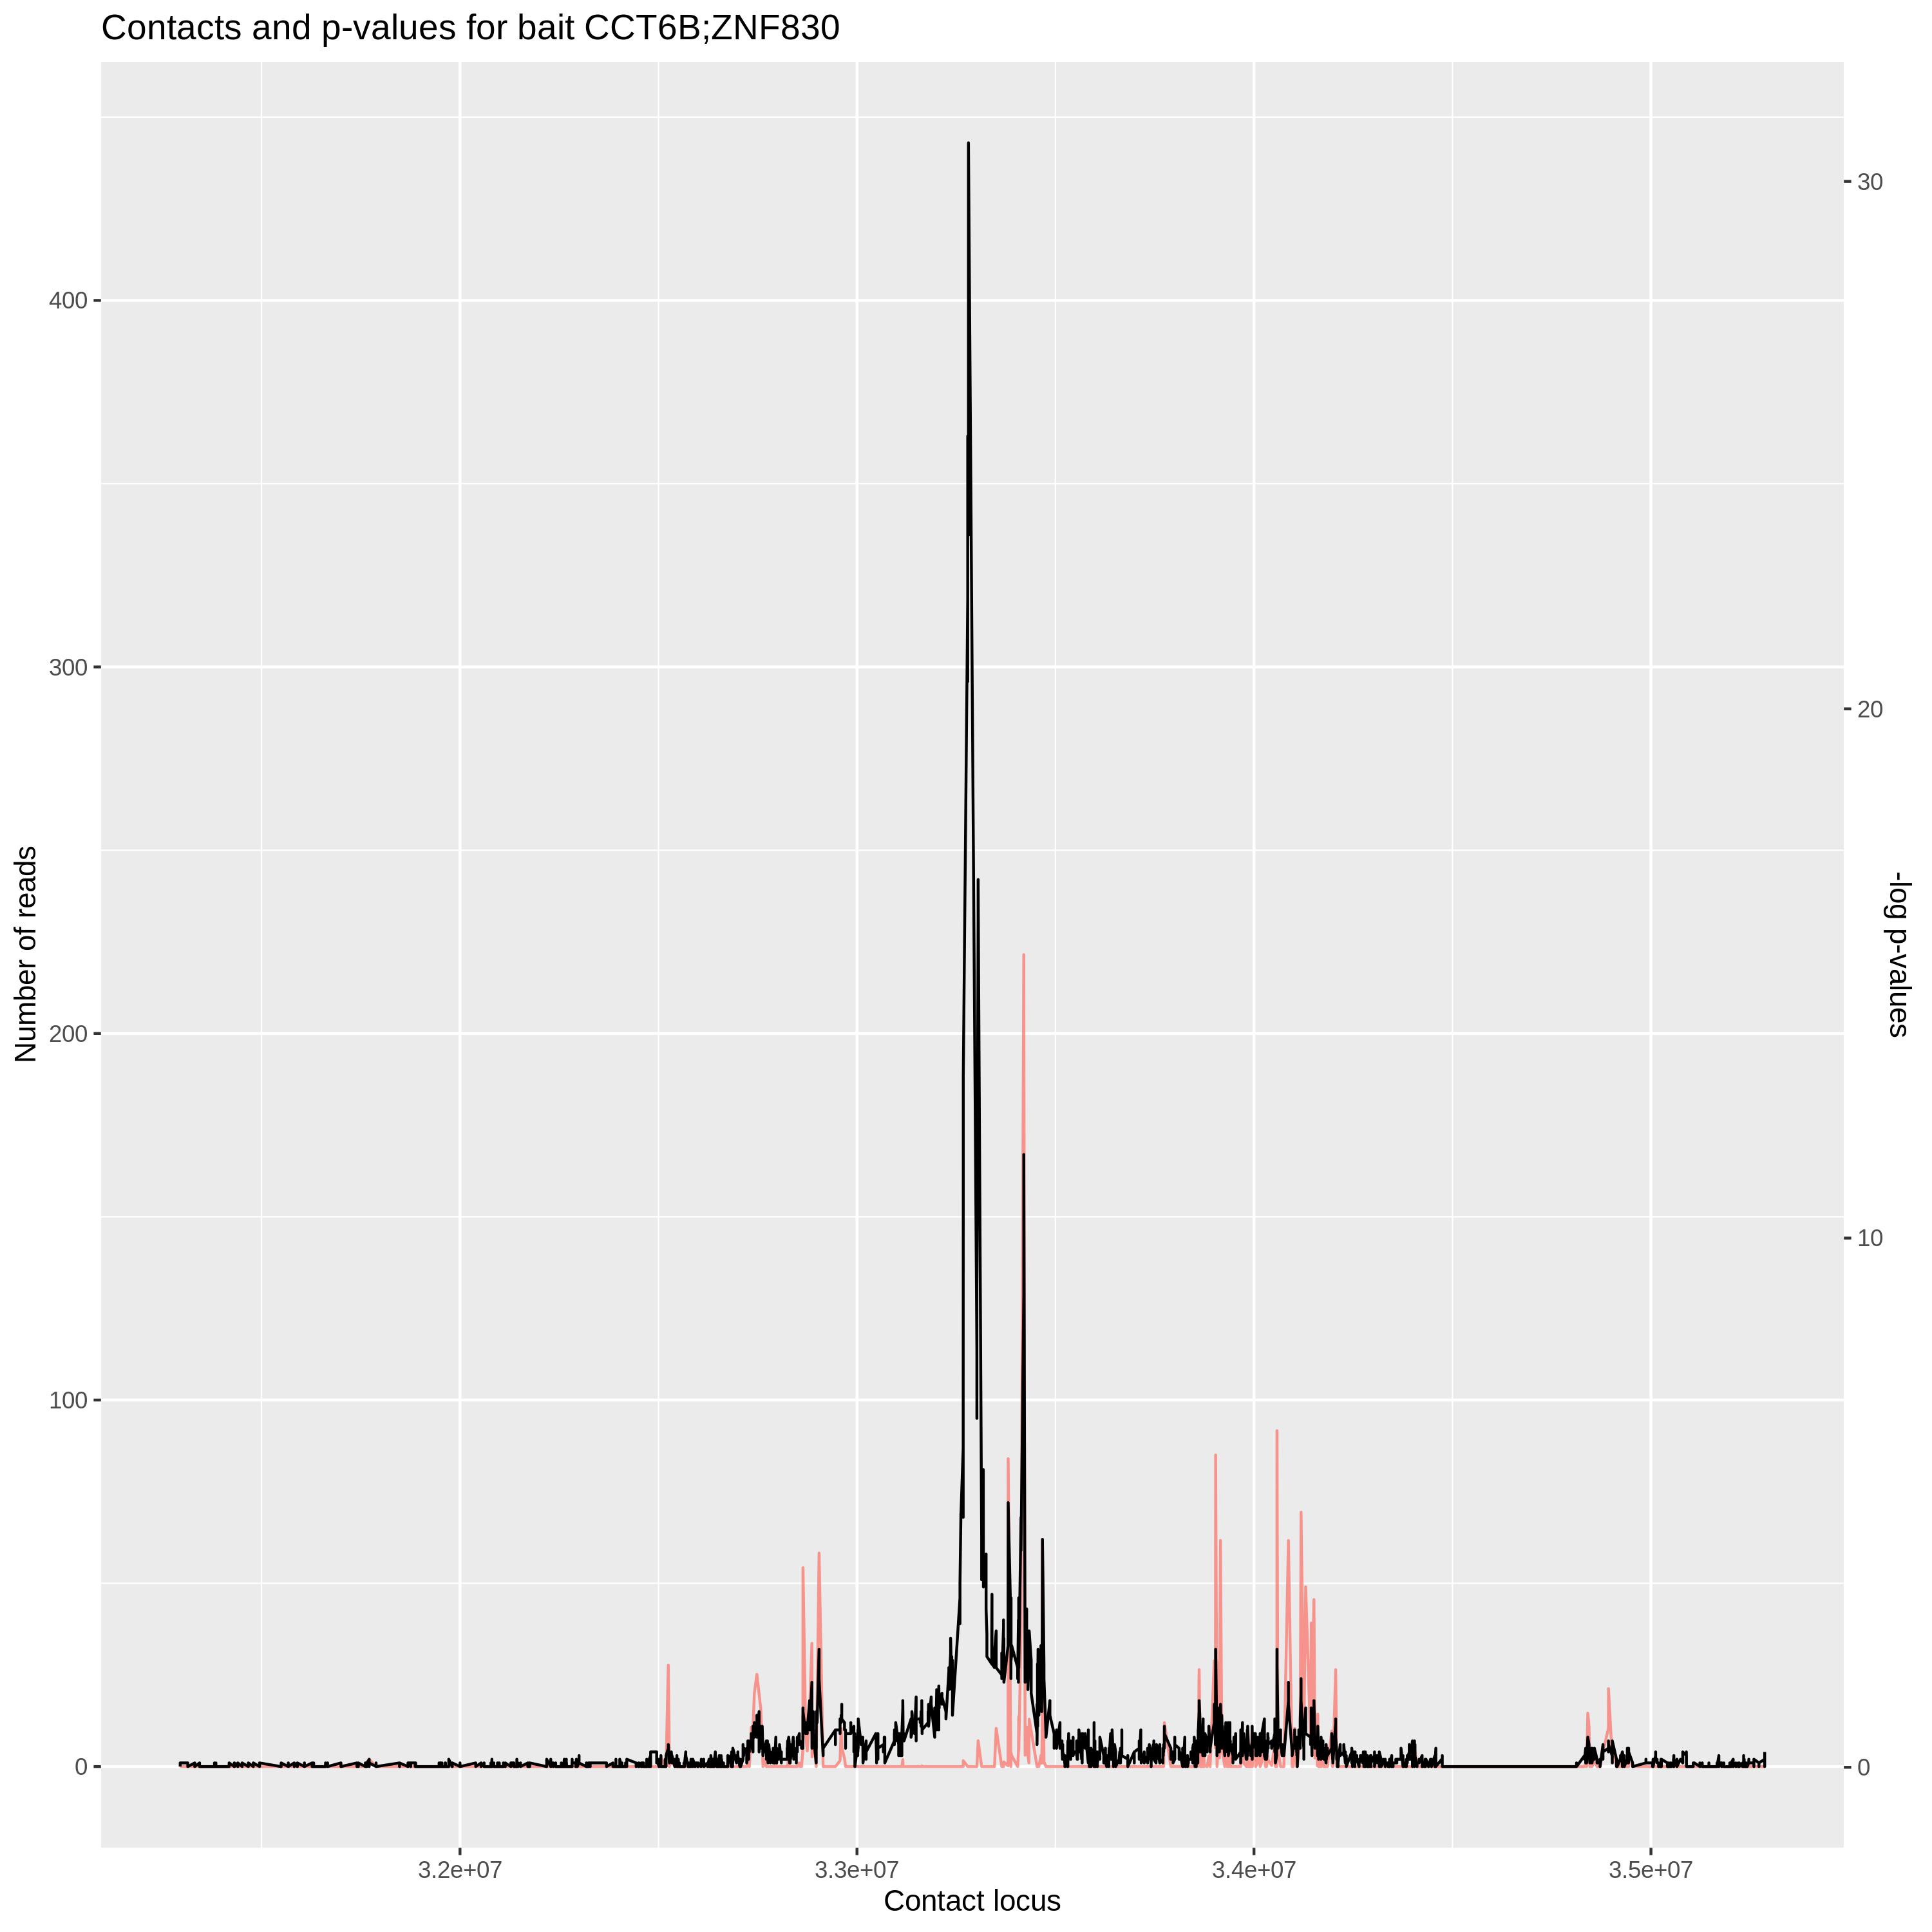 Contacts and p-values for bait CCT6B;ZNF830
400
300
200
100
0
30
20
10
0
Number of reads
-log p-values
3.2e+07
3.3e+07
3.4e+07
3.5e+07
Contact locus